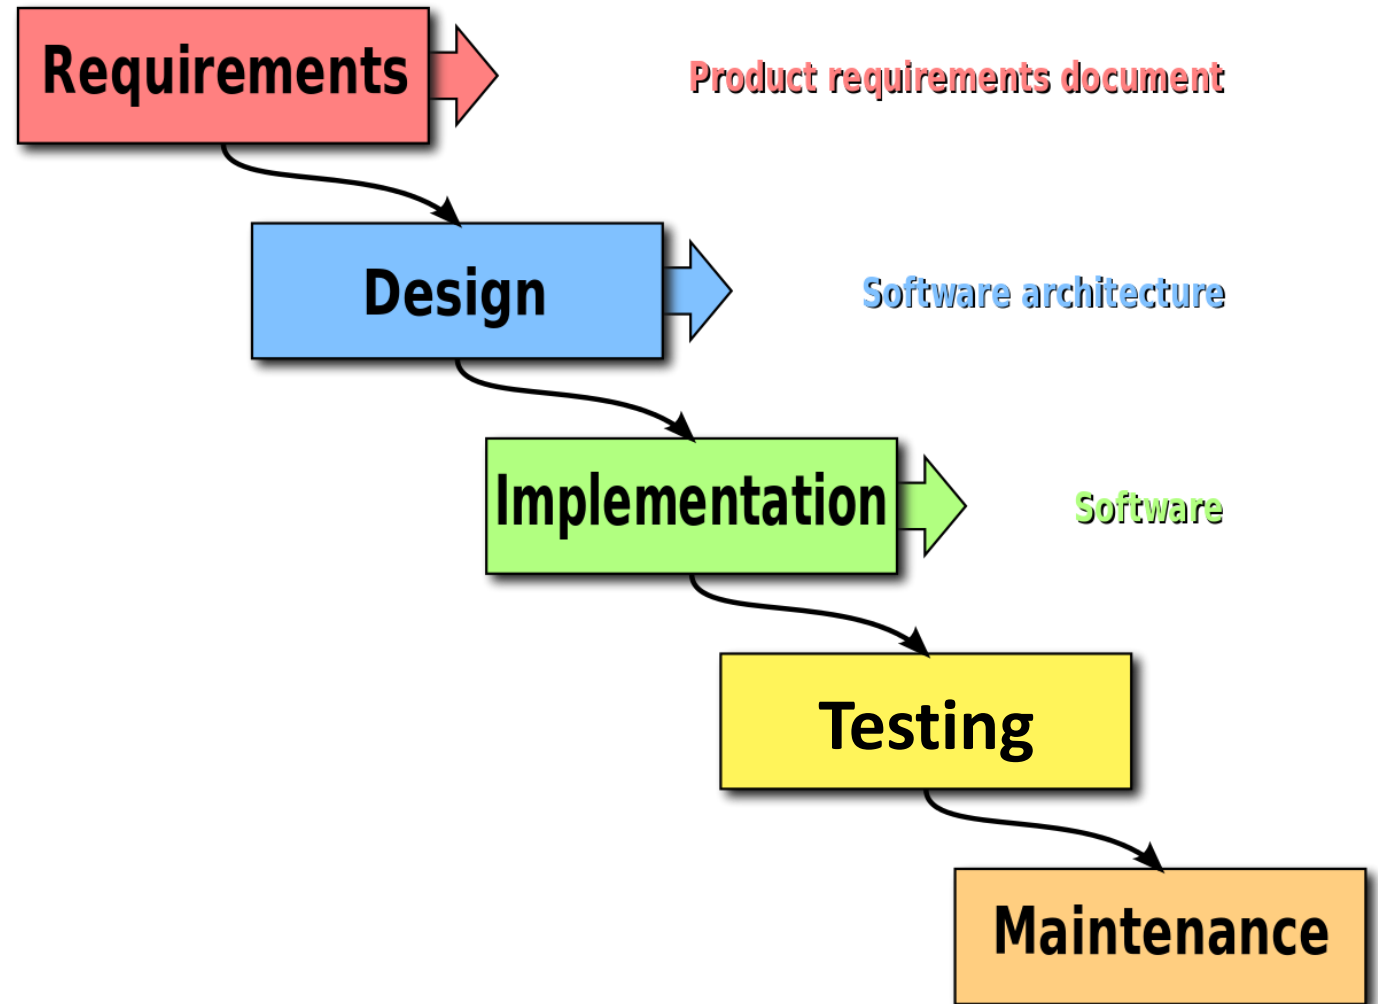 Requirements
Product requirements document
Design
Software architecture
Implementation
Software
Testing
Maintenance